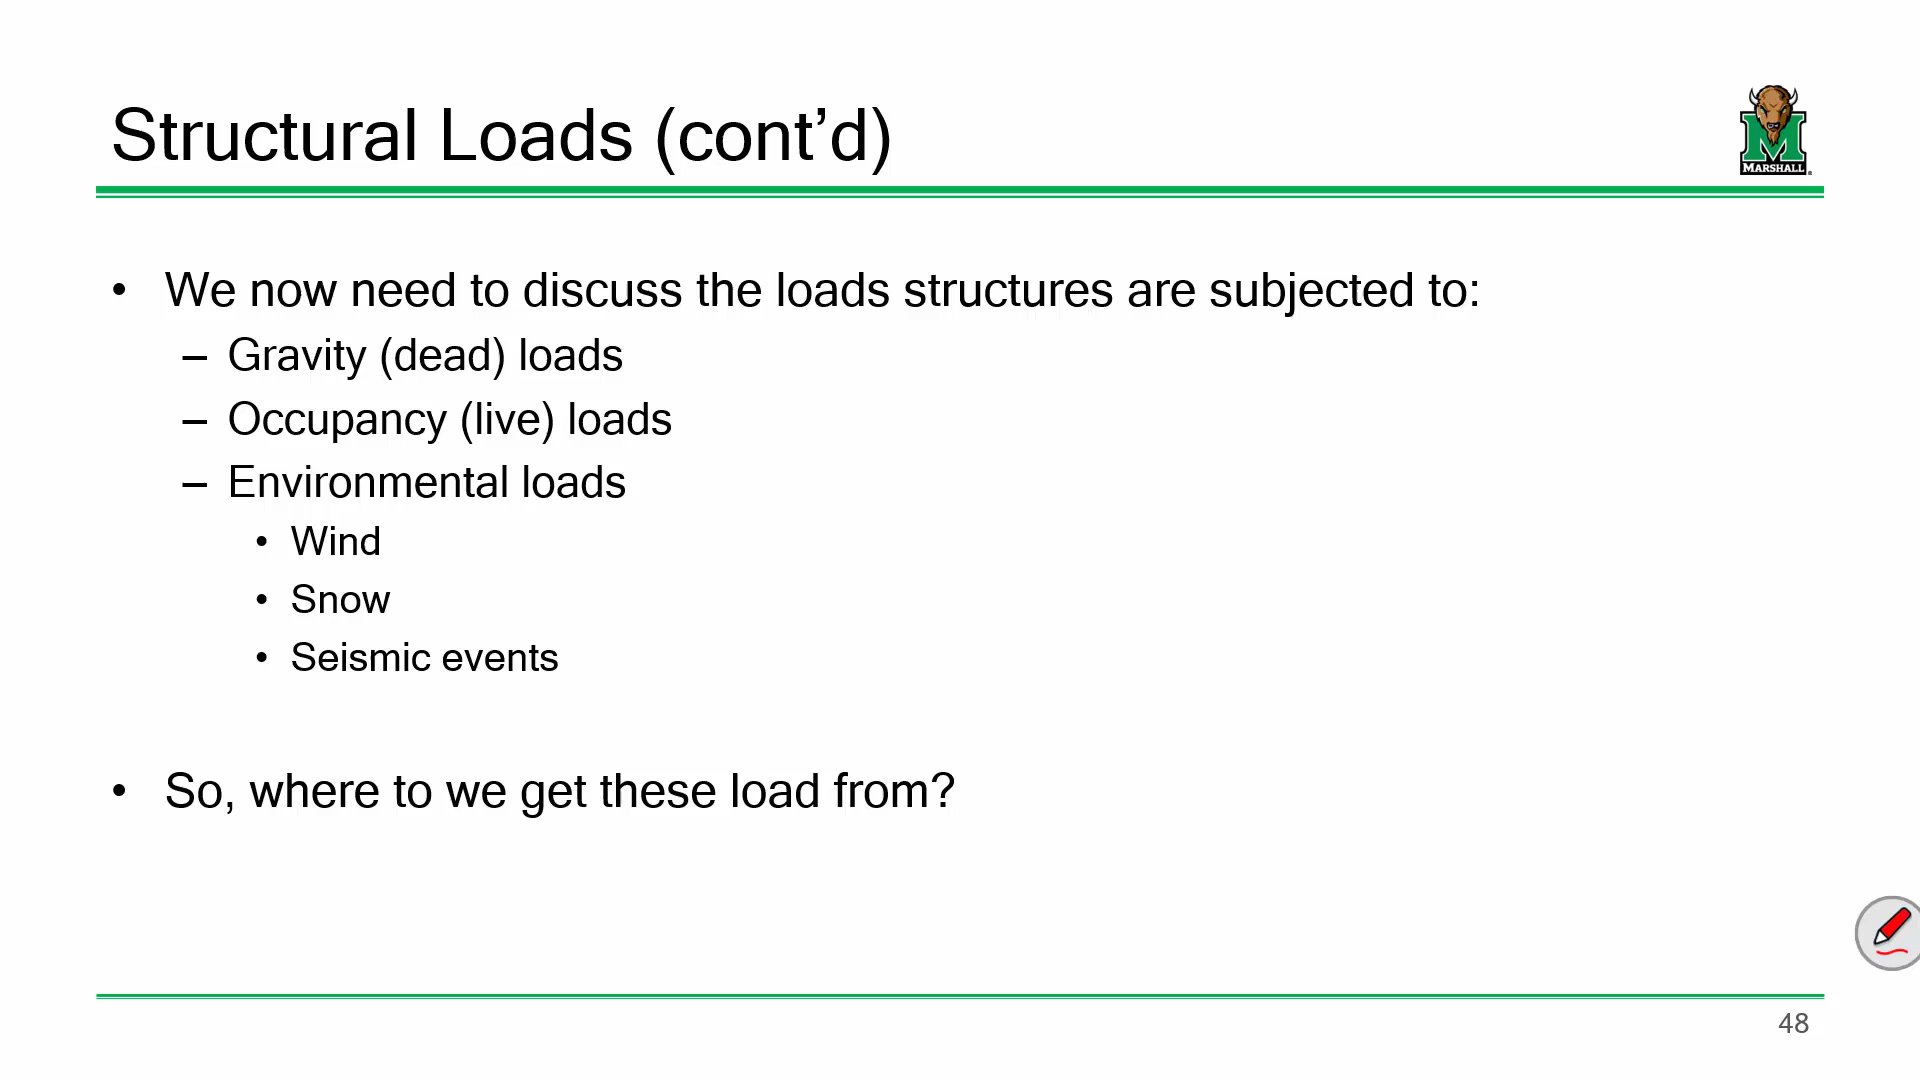 Structural Loads (cont’d)
MARSHALL
• We now need to discuss the loads structures are subjected to:
– Gravity (dead) loads
– Occupancy (live) loads
– Environmental loads
• Wind
• Snow
• Seismic events
• So, where to we get these load from?
48